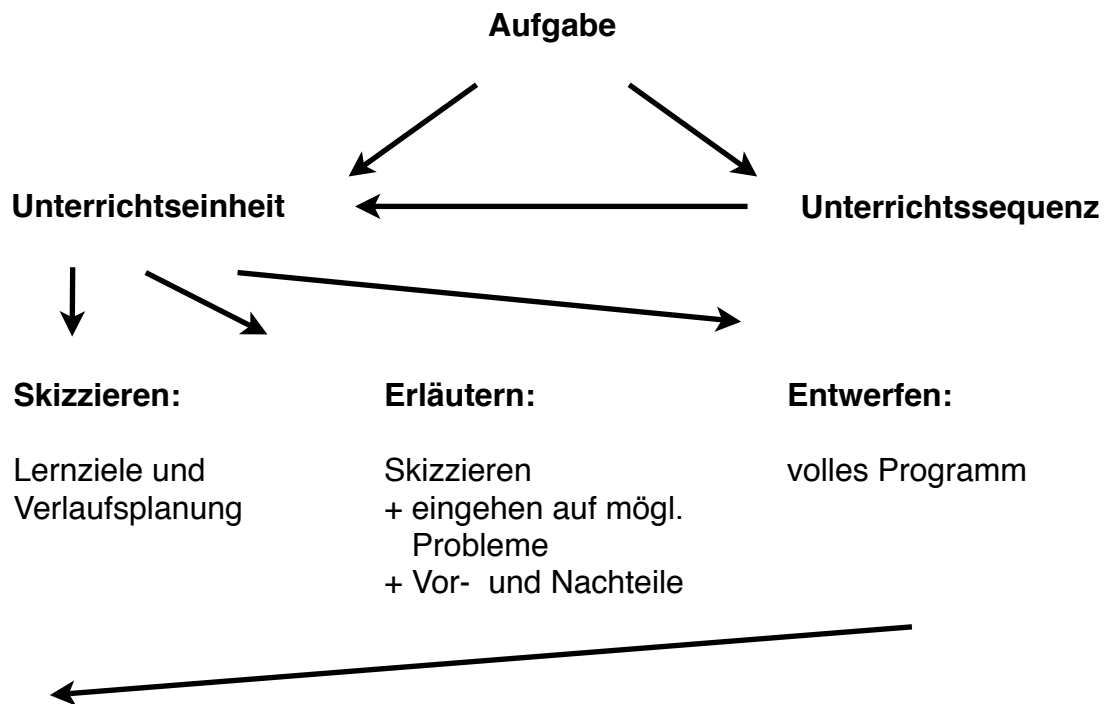 Aufgabe
Unterrichtseinheit
Unterrichtssequenz
Skizzieren:
Lernziele und
Verlaufsplanung
Erläutern:
Skizzieren
+ eingehen auf mögl.
Probleme
+ Vor- und Nachteile
Entwerfen:
volles Programm